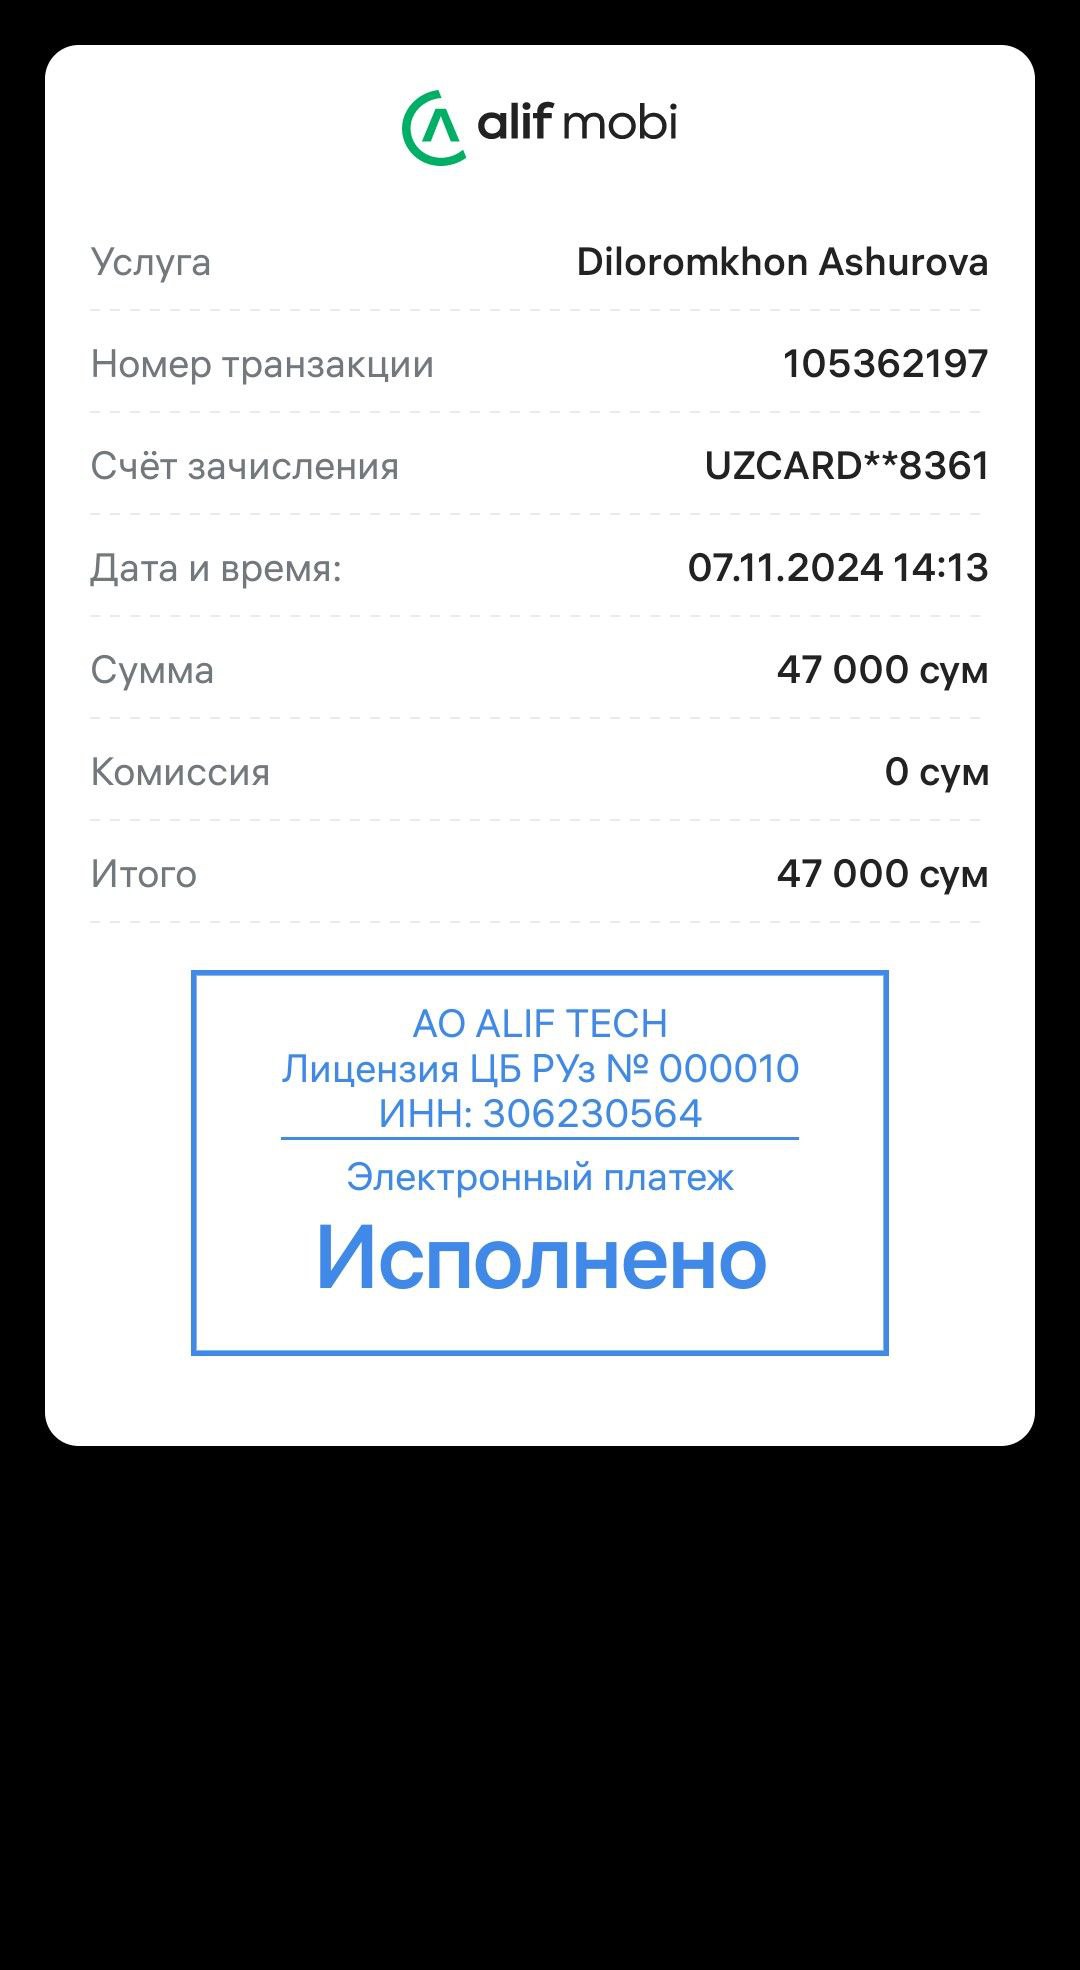 alif mobi
Услуга Diloromkhon Ashurova
Номер транзакции 105362197
Счёт зачисления UZCARD**8361
Дата и время: 07.11.2024 14:13
Сумма 47 000 сум
Комиссия 0 сум
Итого 47 000 сум
АО ALIF TECH
Лицензия ЦБ РУз № 000010
ИНН: 306230564
Электронный платеж
Исполнено